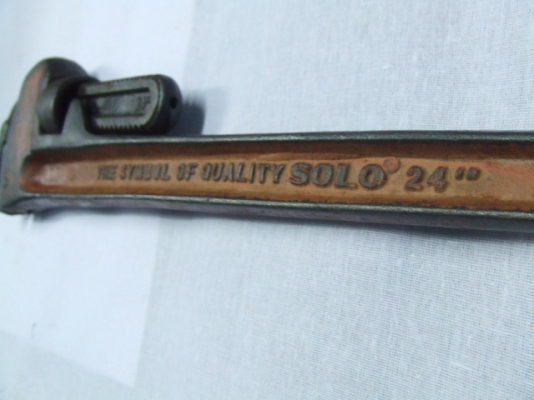 THE SYMBOL OF QUALITY SOLO® 24"